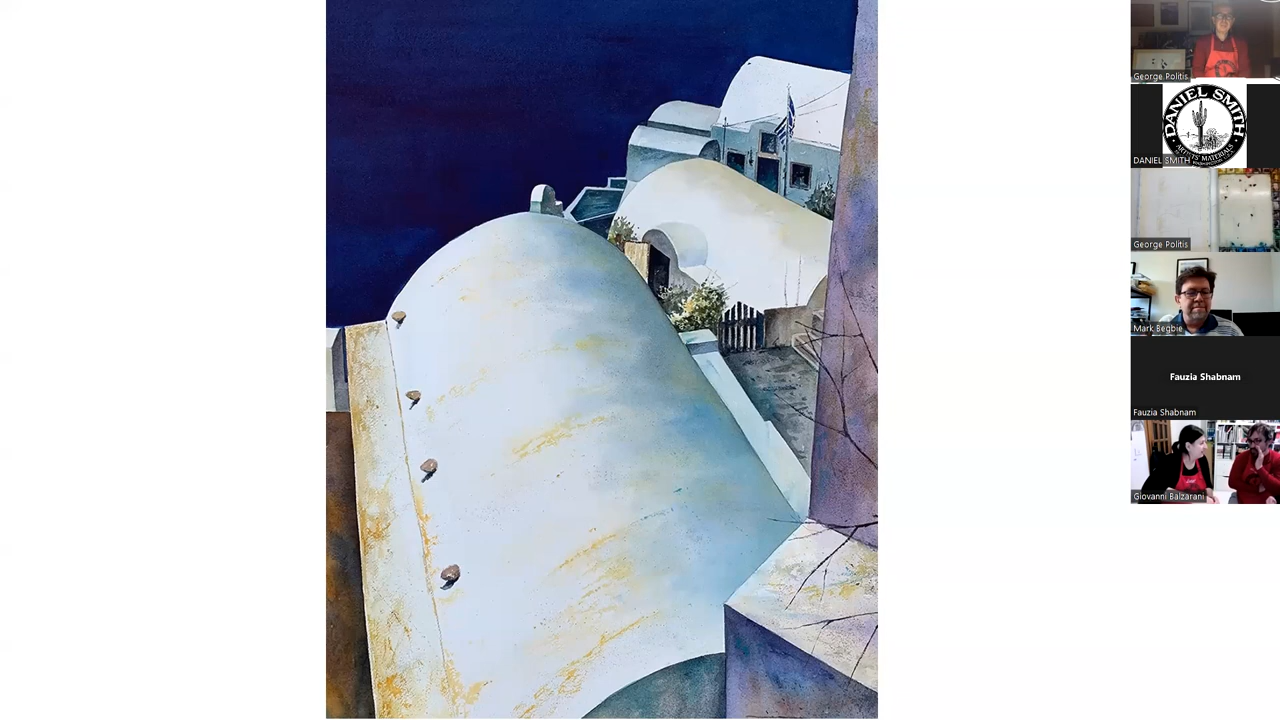 George Politis
DANIEL SMITH
ARTISTS' MATERIALS
DANIEL SMITH
George Politis
Mark Begbie
Fauzia Shabnam
Fauzia Shabnam
Giovanni Balzarani